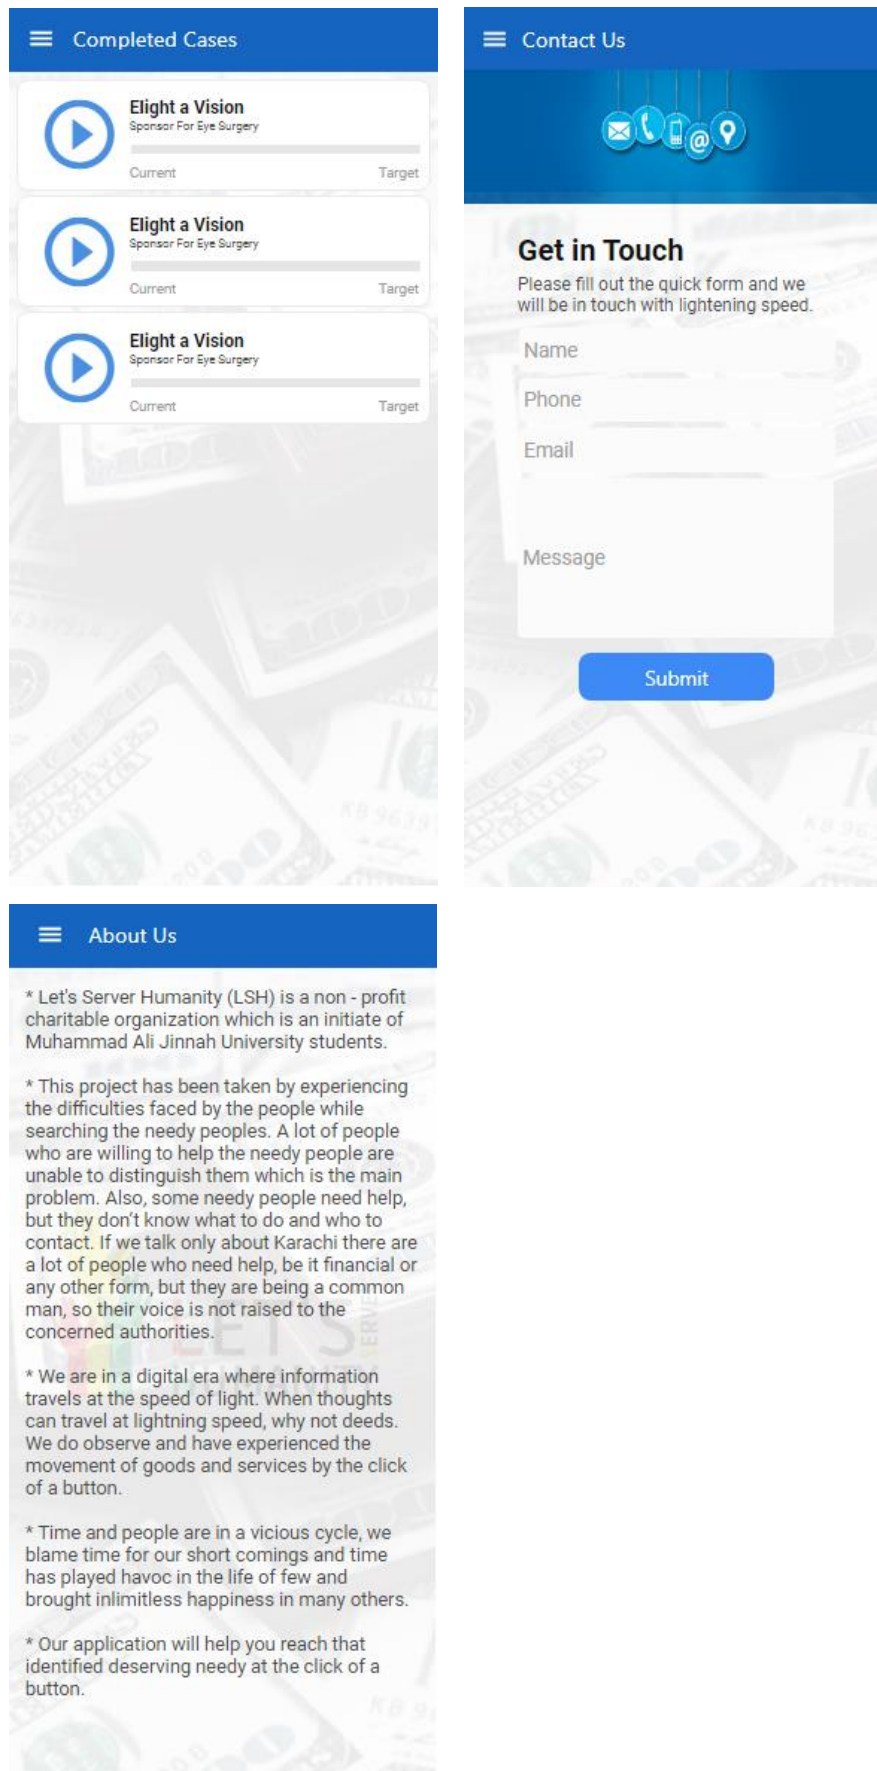 Completed Cases
Elight a Vision
Sponsor For Eye Surgery
Current Target
Elight a Vision
Sponsor For Eye Surgery
Current Target
Elight a Vision
Sponsor For Eye Surgery
Current Target
Contact Us
@
Get in Touch
Please fill out the quick form and we
will be in touch with lightening speed.
Name
Phone
Email
Message
Submit
About Us
* Let's Server Humanity (LSH) is a non - profit
charitable organization which is an initiate of
Muhammad Ali Jinnah University students.
* This project has been taken by experiencing
the difficulties faced by the people while
searching the needy peoples. A lot of people
who are willing to help the needy people are
unable to distinguish them which is the main
problem. Also, some needy people need help,
but they don't know what to do and who to
contact. If we talk only about Karachi there are
a lot of people who need help, be it financial or
any other form, but they are being a common
man, so their voice is not raised to the
concerned authorities.
LET'S
SERVE
HUMANITY
* We are in a digital era where information
travels at the speed of light. When thoughts
can travel at lightning speed, why not deeds.
We do observe and have experienced the
movement of goods and services by the click
of a button.
* Time and people are in a vicious cycle, we
blame time for our short comings and time
has played havoc in the life of few and
brought inlimitless happiness in many others.
* Our application will help you reach that
identified deserving needy at the click of a
button.